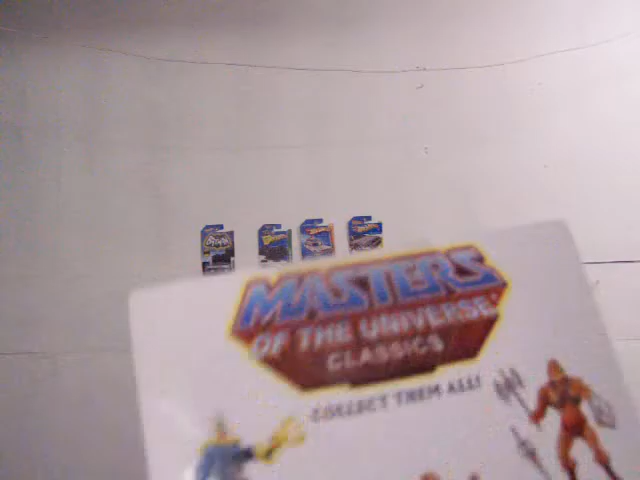 MASTERS
OF THE UNIVERSE
CLASSICS
COLLECT THEM ALL!